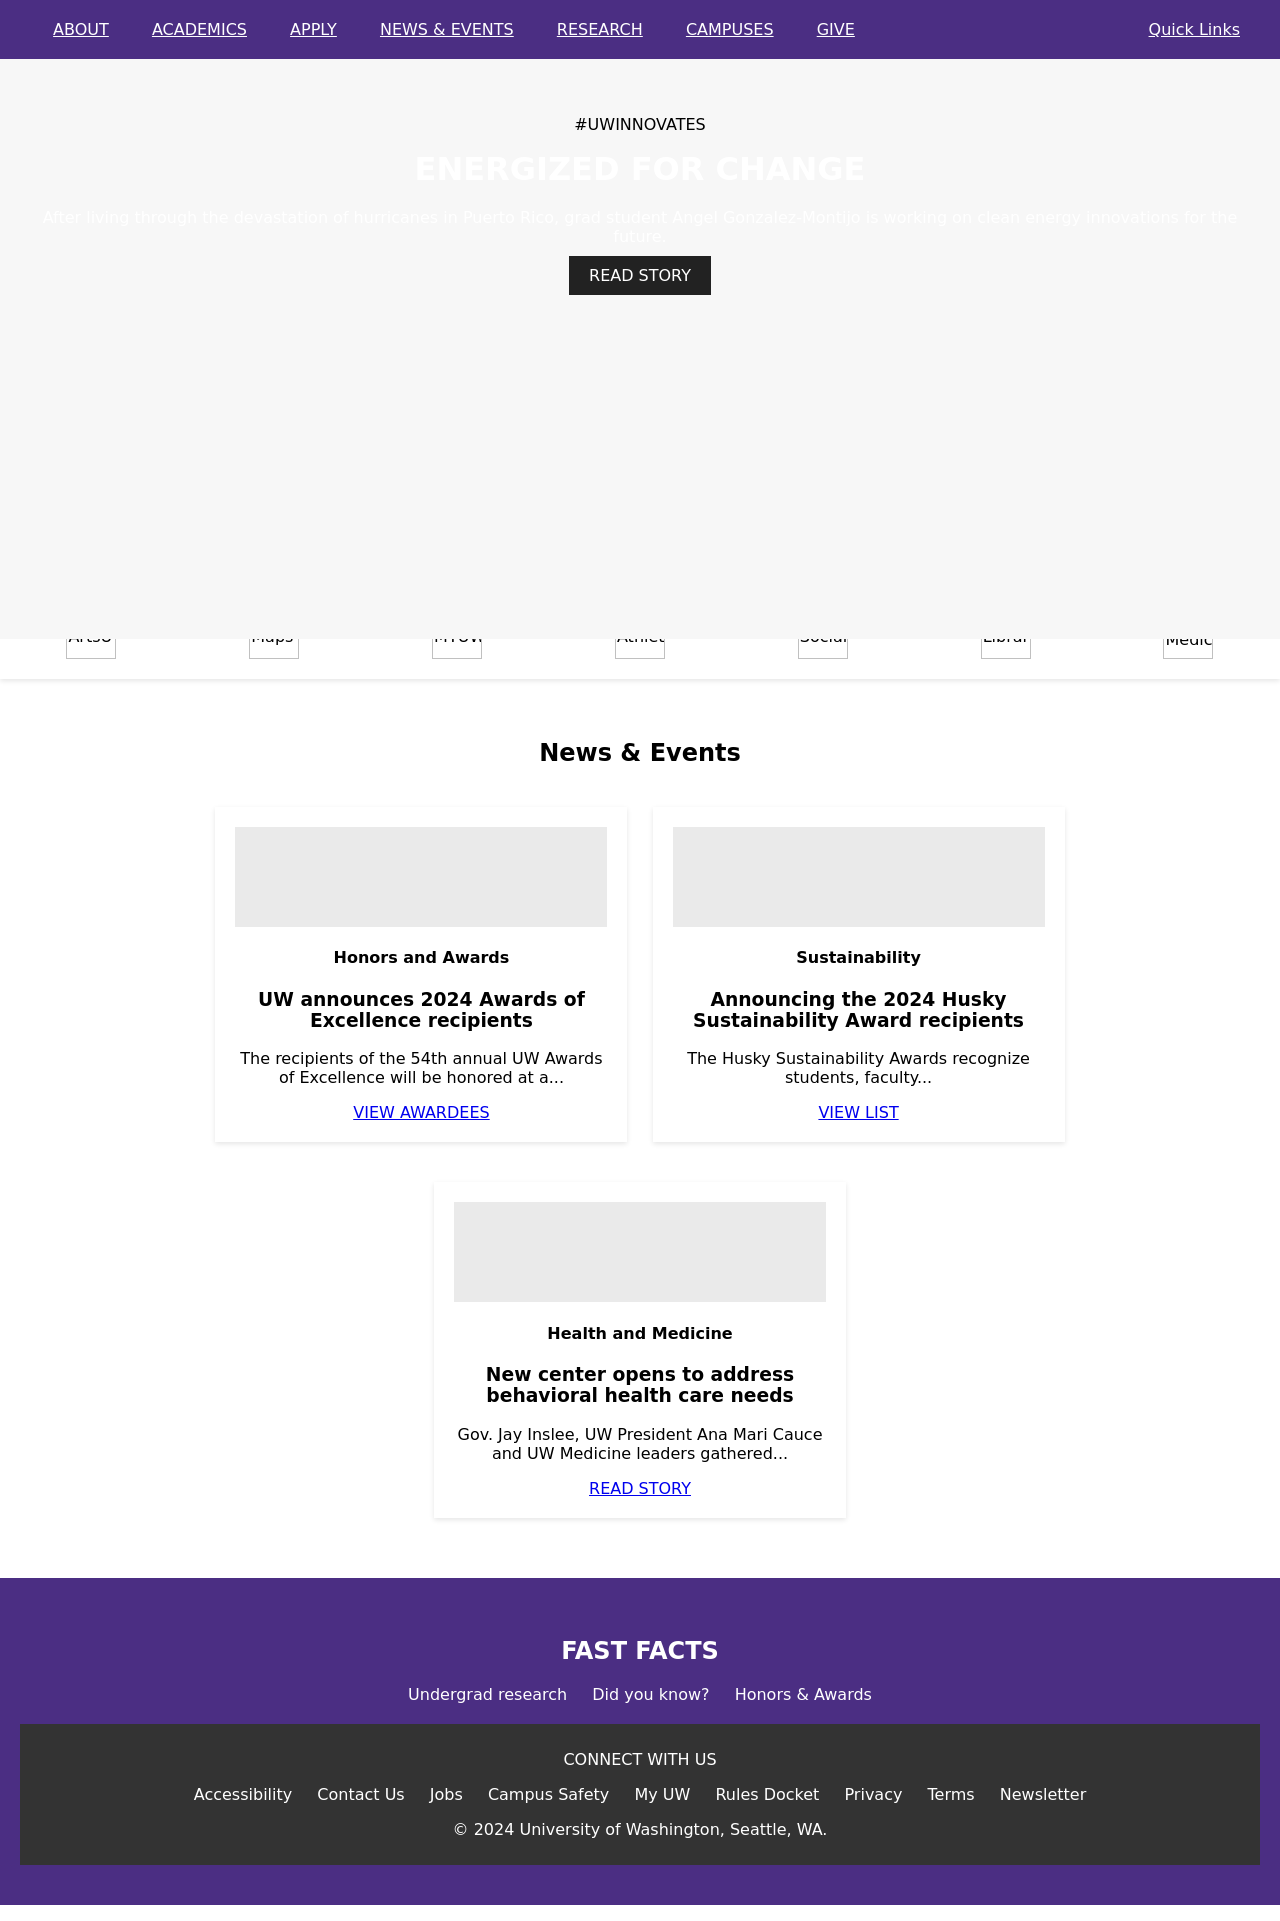 ABOUT ACADEMICS APPLY NEWS & EVENTS RESEARCH CAMPUSES GIVE Quick Links
#UWINNOVATES
ENERGIZED FOR CHANGE
After living through the devastation of hurricanes in Puerto Rico, grad student Angel Gonzalez-Montijo is working on clean energy innovations for the
future.
READ STORY
News & Events
Honors and Awards
UW announces 2024 Awards of
Excellence recipients
The recipients of the 54th annual UW Awards
of Excellence will be honored at a...
VIEW AWARDEES
Sustainability
Announcing the 2024 Husky
Sustainability Award recipients
The Husky Sustainability Awards recognize
students, faculty...
VIEW LIST
Health and Medicine
New center opens to address
behavioral health care needs
Gov. Jay Inslee, UW President Ana Mari Cauce
and UW Medicine leaders gathered...
READ STORY
FAST FACTS
Undergrad research Did you know? Honors & Awards
CONNECT WITH US
Accessibility Contact Us Jobs Campus Safety My UW Rules Docket Privacy Terms Newsletter
© 2024 University of Washington, Seattle, WA.